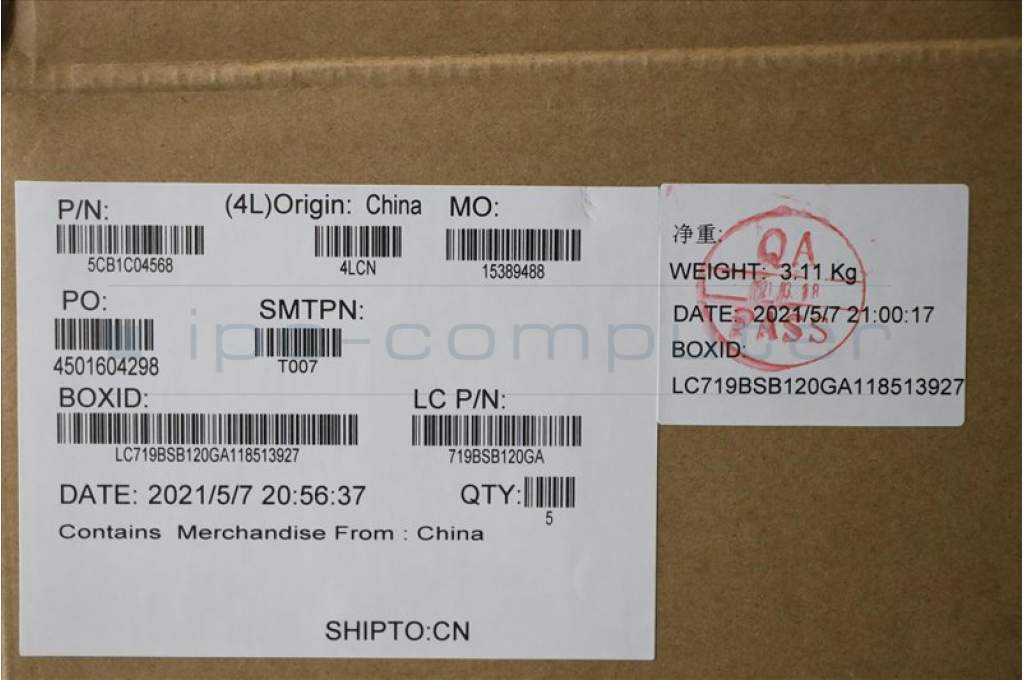 P/N: (4L)Origin: China MO:
5CB1C04568 4LCN 15389488
PO: SMTPN:
4501604298 T007
BOXID: LC P/N:
LC719BSB120GA118513927 719BSB120GA
DATE: 2021/5/7 20:56:37 QTY:
5
Contains Merchandise From : China
SHIPTO:CN
净重:
WEIGHT: 3.11 Kg
DATE: 2021/5/7 21:00:17
BOXID:
LC719BSB120GA118513927
QA
PASS
ipc-computer